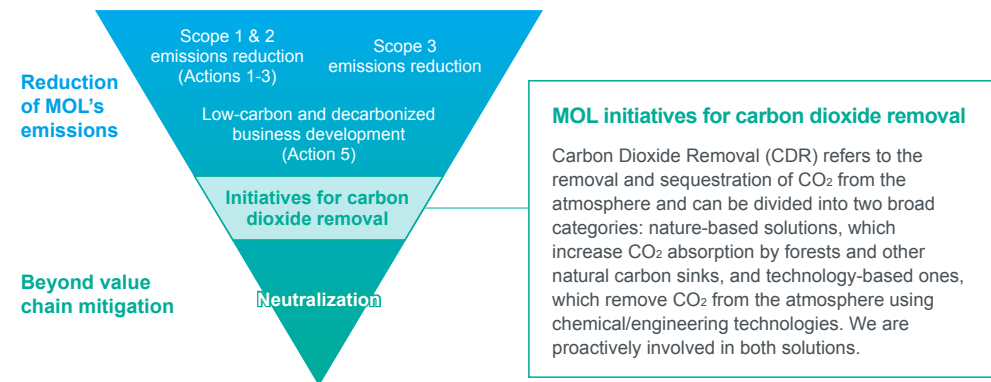 Scope 1 & 2
emissions reduction
(Actions 1-3)
Scope 3
emissions reduction
Reduction
of MOL's
emissions
Low-carbon and decarbonized
business development
(Action 5)
Initiatives for carbon
dioxide removal
Beyond value
chain mitigation
Neutralization
MOL initiatives for carbon dioxide removal
Carbon Dioxide Removal (CDR) refers to the
removal and sequestration of CO₂ from the
atmosphere and can be divided into two broad
categories: nature-based solutions, which
increase CO₂ absorption by forests and other
natural carbon sinks, and technology-based ones,
which remove CO₂ from the atmosphere using
chemical/engineering technologies. We are
proactively involved in both solutions.